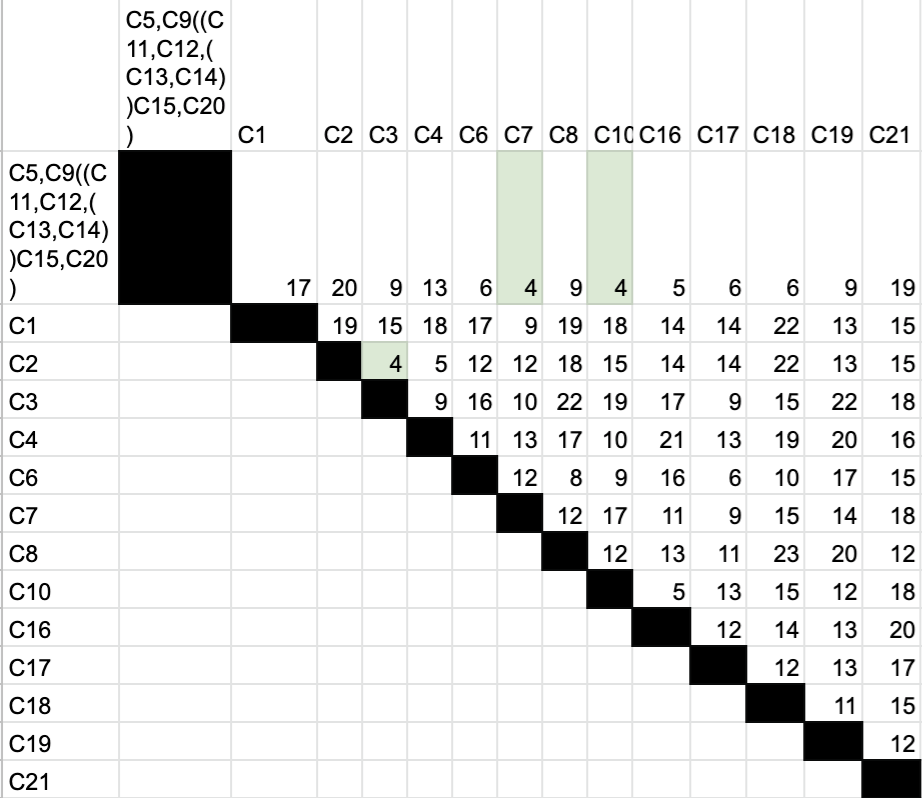 C5,C9((C
11,C12,(
C13,C14)
)C15,C20
) C1 C2 C3 C4 C6 C7 C8 C10 C16 C17 C18 C19 C21
C5,C9((C
11,C12,(
C13,C14)
)C15,C20
) 17 20 9 13 6 4 9 4 5 6 6 9 19
C1 19 15 18 17 9 19 18 14 14 22 13 15
C2 4 5 12 12 18 15 14 14 22 13 15
C3 9 16 10 22 19 17 9 15 22 18
C4 11 13 17 10 21 13 19 20 16
C6 12 8 9 16 6 10 17 15
C7 12 17 11 9 15 14 18
C8 12 13 11 23 20 12
C10 5 13 15 12 18
C16 12 14 13 20
C17 12 13 17
C18 11 15
C19 12
C21